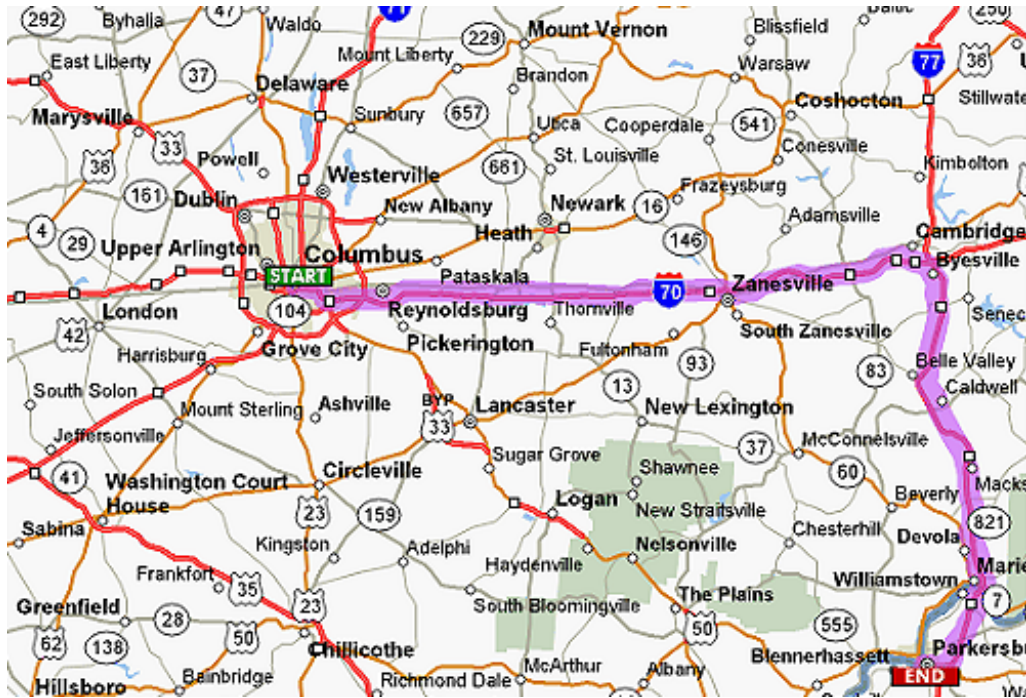 292
Byhalla
47
Waldo
71
229
Mount Vernon
Blissfield
250
East Liberty
37
Mount Liberty
Brandon
Warsaw
77
36
Delaware
Stillwate
Marysville
33
Sunbury
657
Utica
Cooperdale
541
Coshocton
Conesville
36
Powell
Westerville
661
St. Louisville
Kimbolton
161
Dublin
New Albany
Newark
16
Frazeysburg
Adamsville
4
29
Upper Arlington
Columbus
Heath
146
Cambridge
START
Pataskala
70
Zanesville
Byesville
London
104
Reynoldsburg
Thornville
South Zanesville
Senec
42
Harrisburg
Grove City
Pickerington
Fultonham
93
83
Belle Valley
South Solon
13
Caldwell
Mount Sterling
Ashville
BYP
33
Lancaster
New Lexington
Jeffersonville
37
McConnelsville
41
Washington Court
House
Circleville
Sugar Grove
Shawnee
60
Macks
23
159
Logan
New Straitsville
Beverly
821
Sabina
Chesterhill
Devola
Kingston
Adelphi
Haydenville
Nelsonville
Frankfort
35
Williamstown
Marie
23
South Bloomingville
The Plains
7
Greenfield
28
50
50
555
62
138
Chillicothe
Blennerhassett
Parkersbu
Hillsboro
Bainbridge
Richmond Dale
McArthur
Albany
END